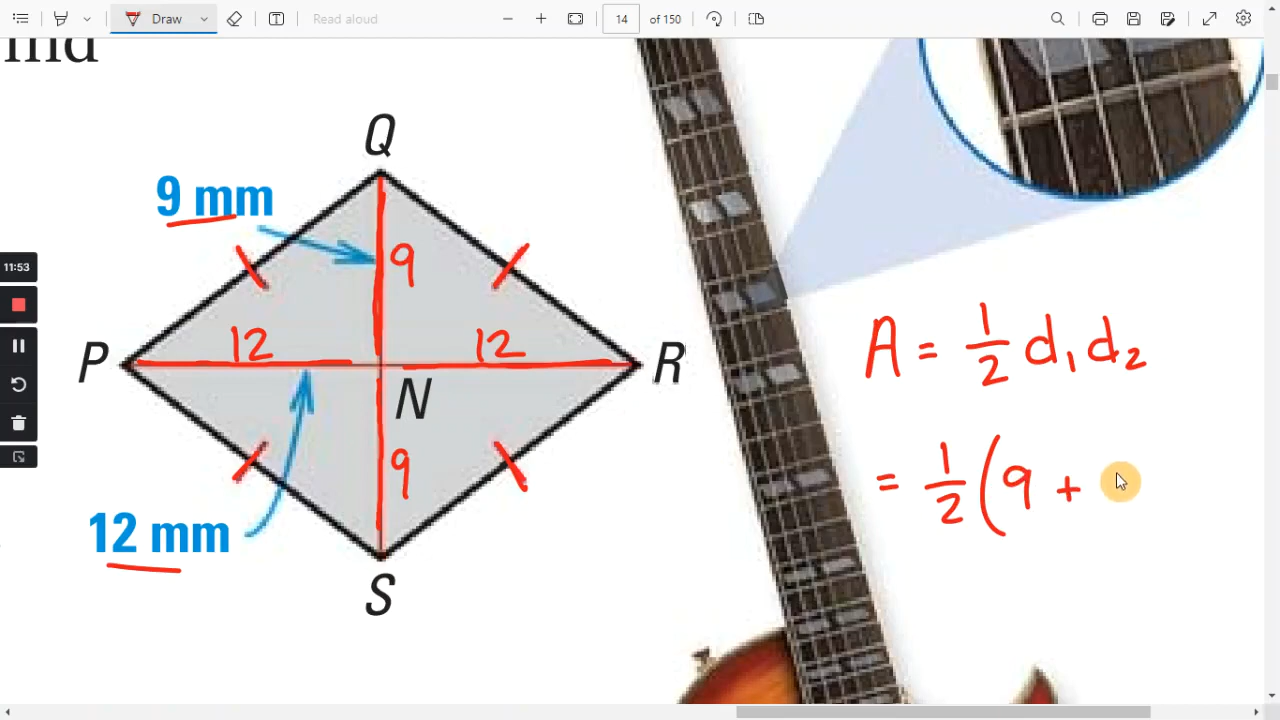 Draw
Read aloud
14 of 150
ind
Q
9 mm
9
12 12
P R
N
9
12 mm
S
11:53
A = 1/2 d₁ d₂
= 1/2 (9 +